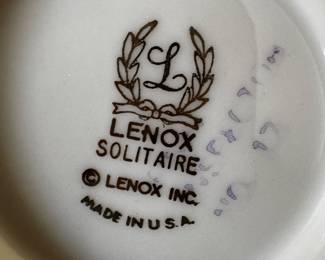 L
LENOX
SOLITAIRE
© LENOX INC.
MADE IN U.S.A.